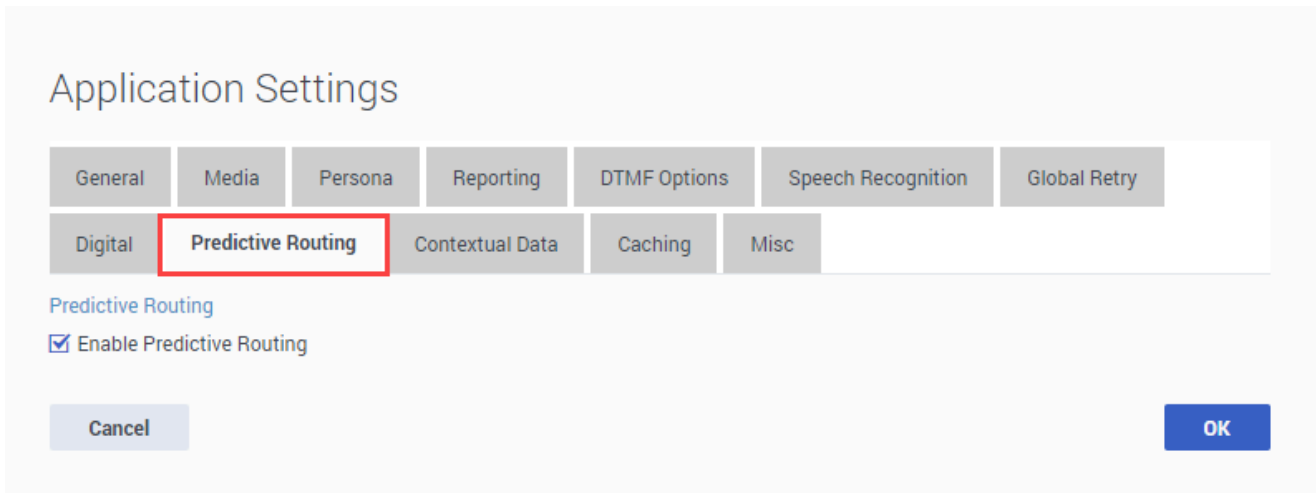 Application Settings
General Media Persona Reporting DTMF Options Speech Recognition Global Retry
Digital Predictive Routing Contextual Data Caching Misc
Predictive Routing
Enable Predictive Routing
Cancel OK